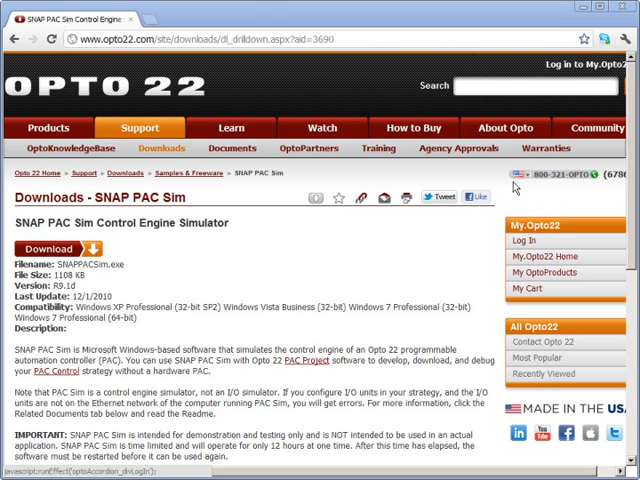 SNAP PAC Sim Control Engine
www.opto22.com/site/downloads/dl_drilldown.aspx?aid=3690
Log in to My.Opto2
OPTO 22
Search
Products Support Learn Watch How to Buy About Opto Community
OptoKnowledgeBase Downloads Documents OptoPartners Training Agency Approvals Warranties
Opto 22 Home » Support » Downloads » Samples & Freeware » SNAP PAC Sim
800-321-OPTO (6786
Downloads - SNAP PAC Sim
Tweet Like
SNAP PAC Sim Control Engine Simulator
Download
Filename: SNAPPACSim.exe
File Size: 1108 KB
Version: R9.1d
Last Update: 12/1/2010
Compatibility: Windows XP Professional (32-bit SP2) Windows Vista Business (32-bit) Windows 7 Professional (32-bit)
Windows 7 Professional (64-bit)
Description:
SNAP PAC Sim is Microsoft Windows-based software that simulates the control engine of an Opto 22 programmable
automation controller (PAC). You can use SNAP PAC Sim with Opto 22 PAC Project software to develop, download, and debug
your PAC Control strategy without a hardware PAC.
Note that PAC Sim is a control engine simulator, not an I/O simulator. If you configure I/O units in your strategy, and the I/O
units are not on the Ethernet network of the computer running PAC Sim, you will get errors. For more information, click the
Related Documents tab below and read the Readme.
IMPORTANT: SNAP PAC Sim is intended for demonstration and testing only and is NOT intended to be used in an actual
application. SNAP PAC Sim is time limited and will operate for only 12 hours at one time. After this time has elapsed, the
software must be restarted before it can be used again.
My.Opto22
Log In
My.Opto22 Home
My OptoProducts
My Cart
All Opto22
Contact Opto 22
Most Popular
Recently Viewed
MADE IN THE USA
in You Tube f
javascript:runEffect('optoAccordion_divLogIn');